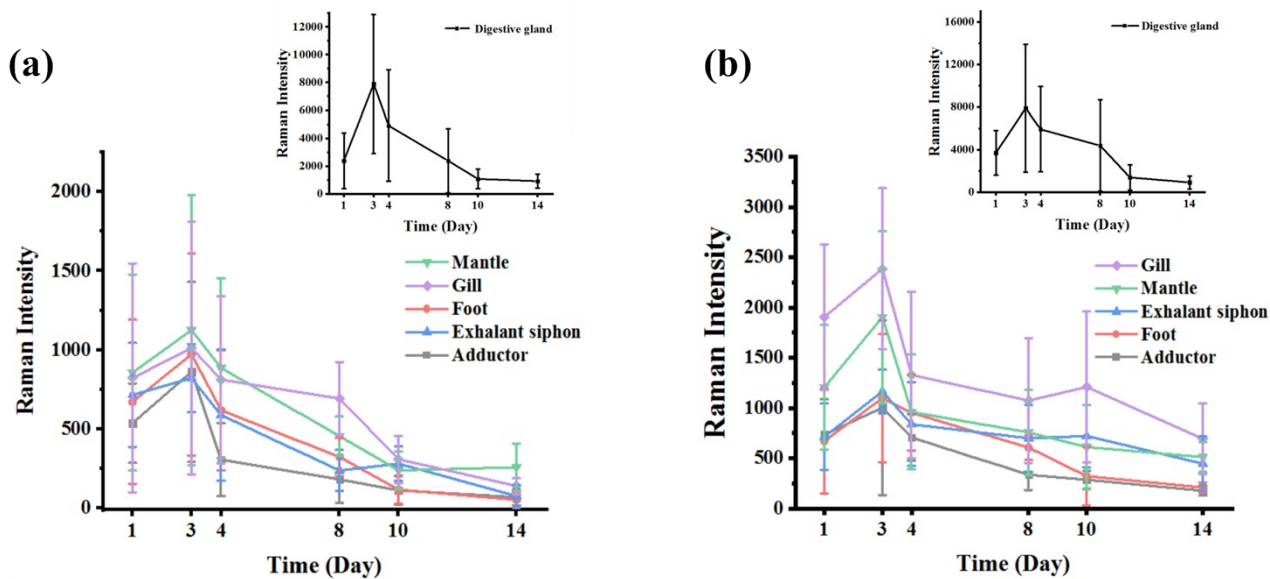 (a)
Raman Intensity
12000
10000
8000
6000
4000
2000
0
Digestive gland
1 3 4 8 10 14
Time (Day)
Raman Intensity
2000
1500
1000
500
0
Mantle
Gill
Foot
Exhalant siphon
Adductor
1 3 4 8 10 14
Time (Day)
(b)
Raman Intensity
16000
12000
8000
4000
0
Digestive gland
1 3 4 8 10 14
Time (Day)
Raman Intensity
3500
3000
2500
2000
1500
1000
500
0
Gill
Mantle
Exhalant siphon
Foot
Adductor
1 3 4 8 10 14
Time (Day)